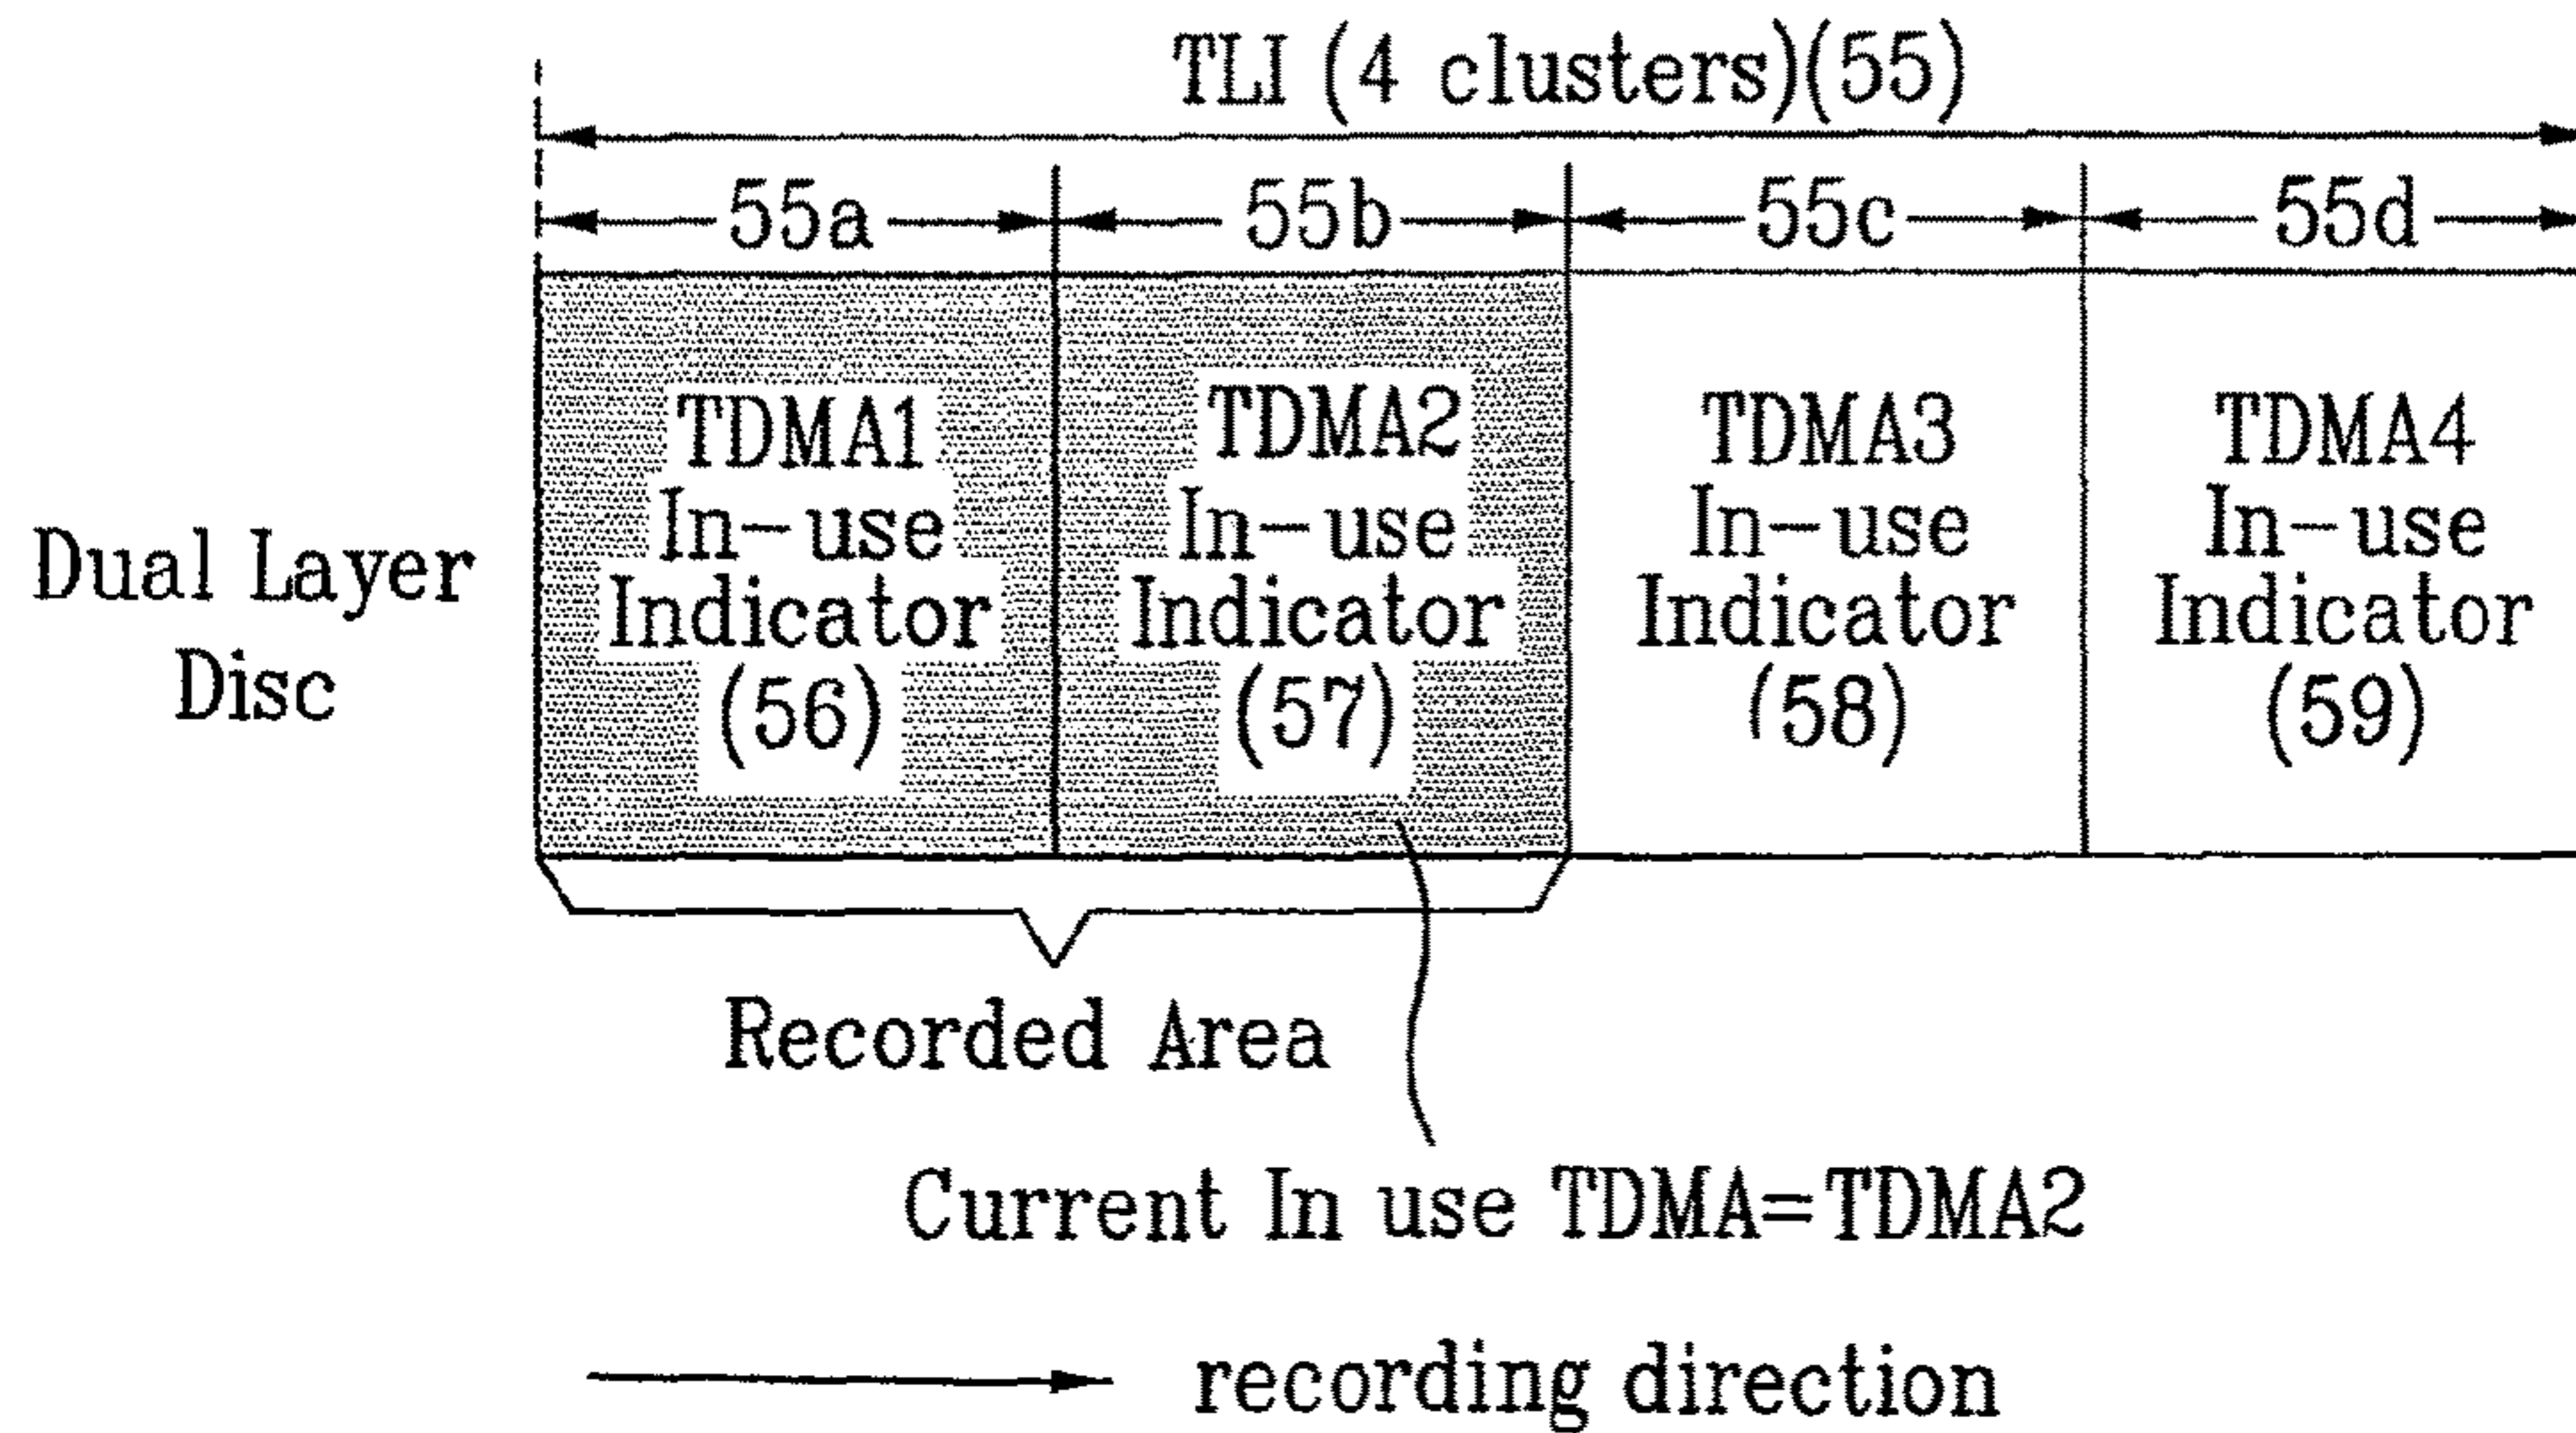 TLI (4 clusters)(55)
55a 55b 55c 55d
TDMA1 In-use Indicator (56)
TDMA2 In-use Indicator (57)
TDMA3 In-use Indicator (58)
TDMA4 In-use Indicator (59)
Dual Layer
Disc
Recorded Area
Current In use TDMA=TDMA2
recording direction